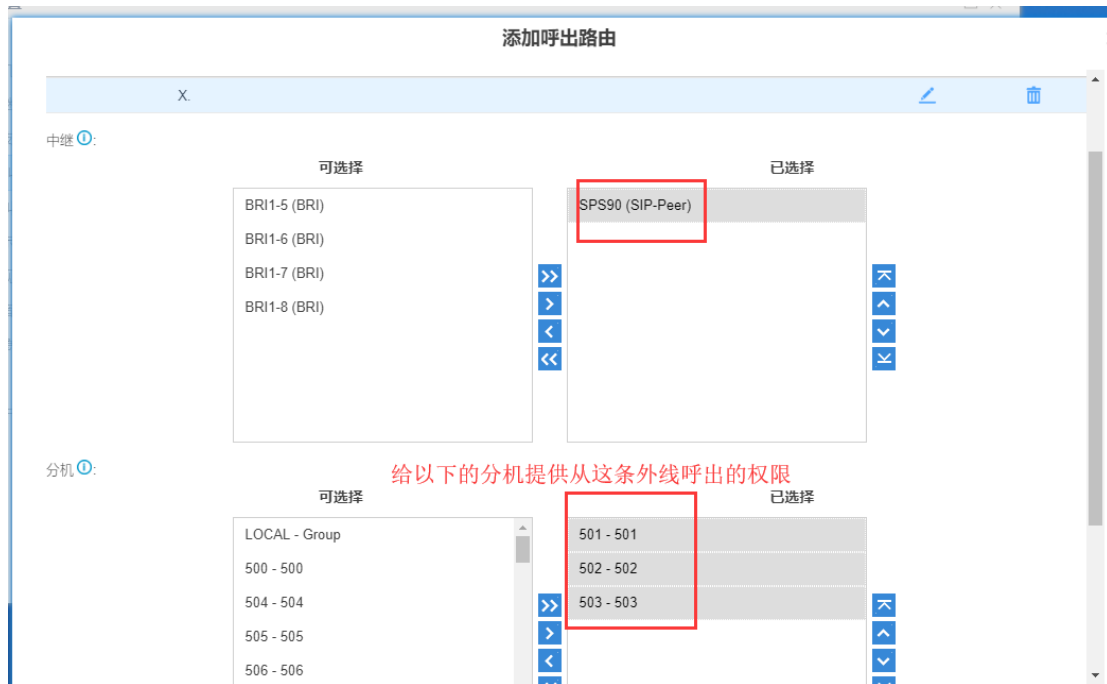 添加呼出路由
X.
中继 :
可选择
已选择
BRI1-5 (BRI)
BRI1-6 (BRI)
BRI1-7 (BRI)
BRI1-8 (BRI)
SPS90 (SIP-Peer)
分机 :
给以下的分机提供从这条外线呼出的权限
可选择
已选择
LOCAL - Group
500 - 500
504 - 504
505 - 505
506 - 506
501 - 501
502 - 502
503 - 503